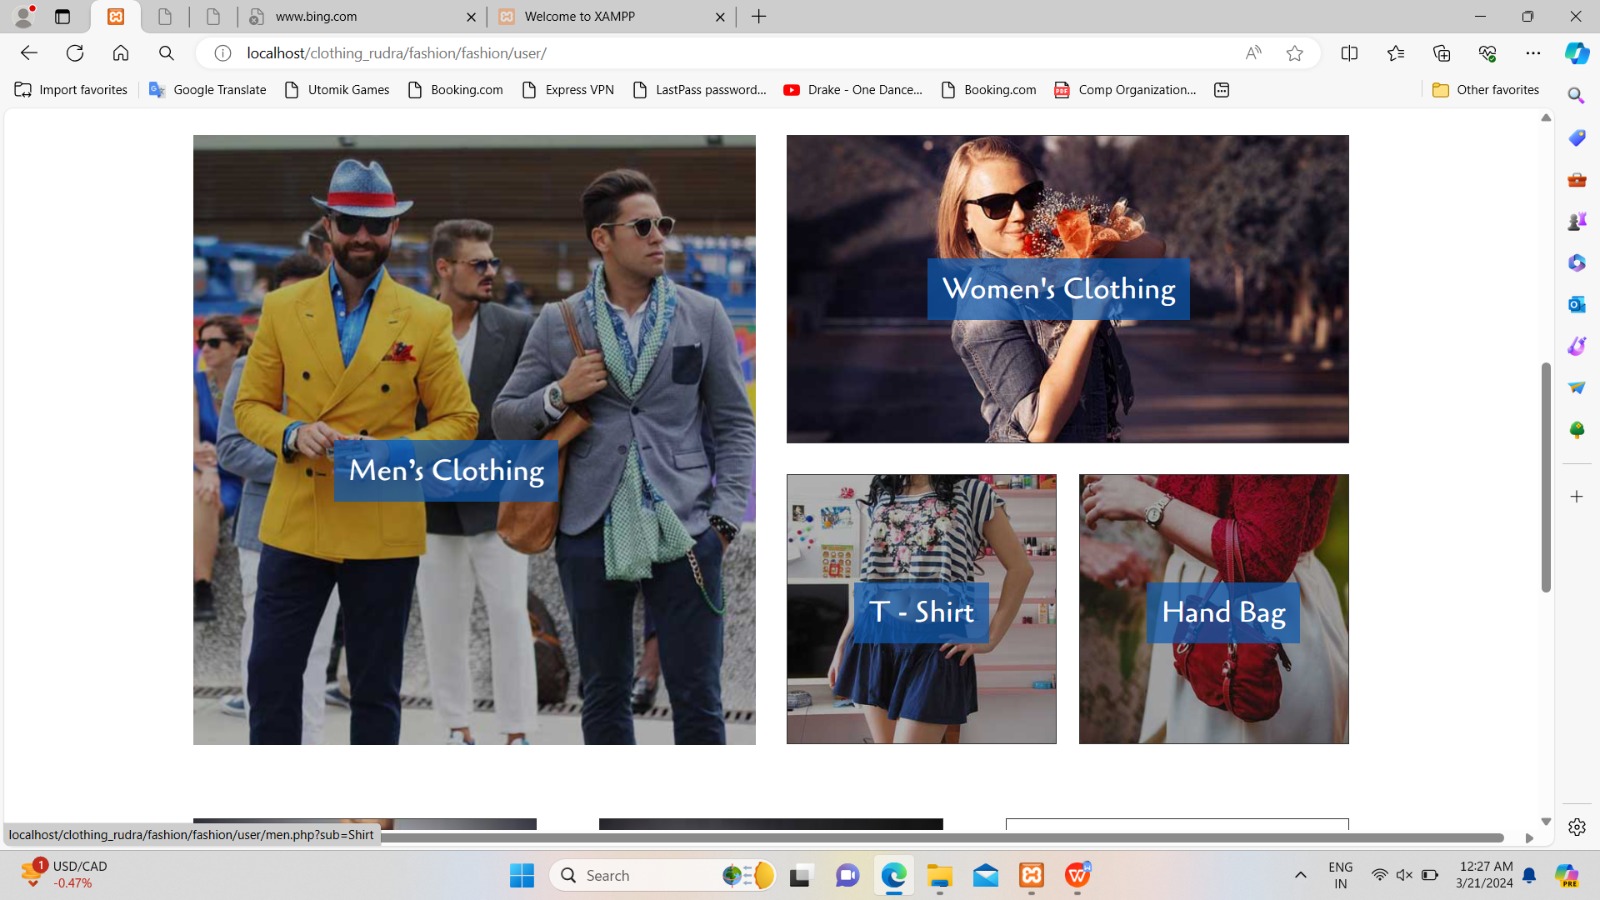 www.bing.com
Welcome to XAMPP
localhost/clothing_rudra/fashion/fashion/user/
Import favorites
Google Translate
Utomik Games
Booking.com
Express VPN
LastPass password...
Drake - One Dance...
Booking.com
Comp Organization...
Other favorites
Men’s Clothing
Women's Clothing
T - Shirt
Hand Bag
localhost/clothing_rudra/fashion/fashion/user/men.php?sub=Shirt
1
USD/CAD
-0.47%
Search
ENG
IN
12:27 AM
3/21/2024
PRE